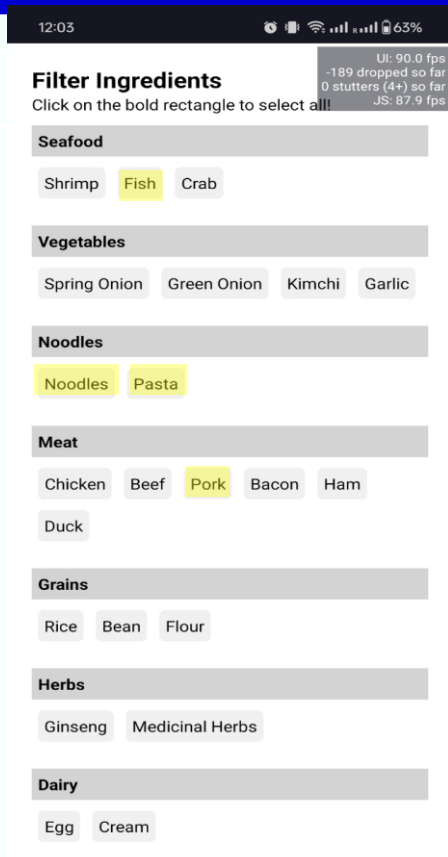 12:03 63%
UI: 90.0 fps
-189 dropped so far
0 stutters (4+) so far
JS: 87.9 fps
Filter Ingredients
Click on the bold rectangle to select all!
Seafood
Shrimp Fish Crab
Vegetables
Spring Onion Green Onion Kimchi Garlic
Noodles
Noodles Pasta
Meat
Chicken Beef Pork Bacon Ham
Duck
Grains
Rice Bean Flour
Herbs
Ginseng Medicinal Herbs
Dairy
Egg Cream